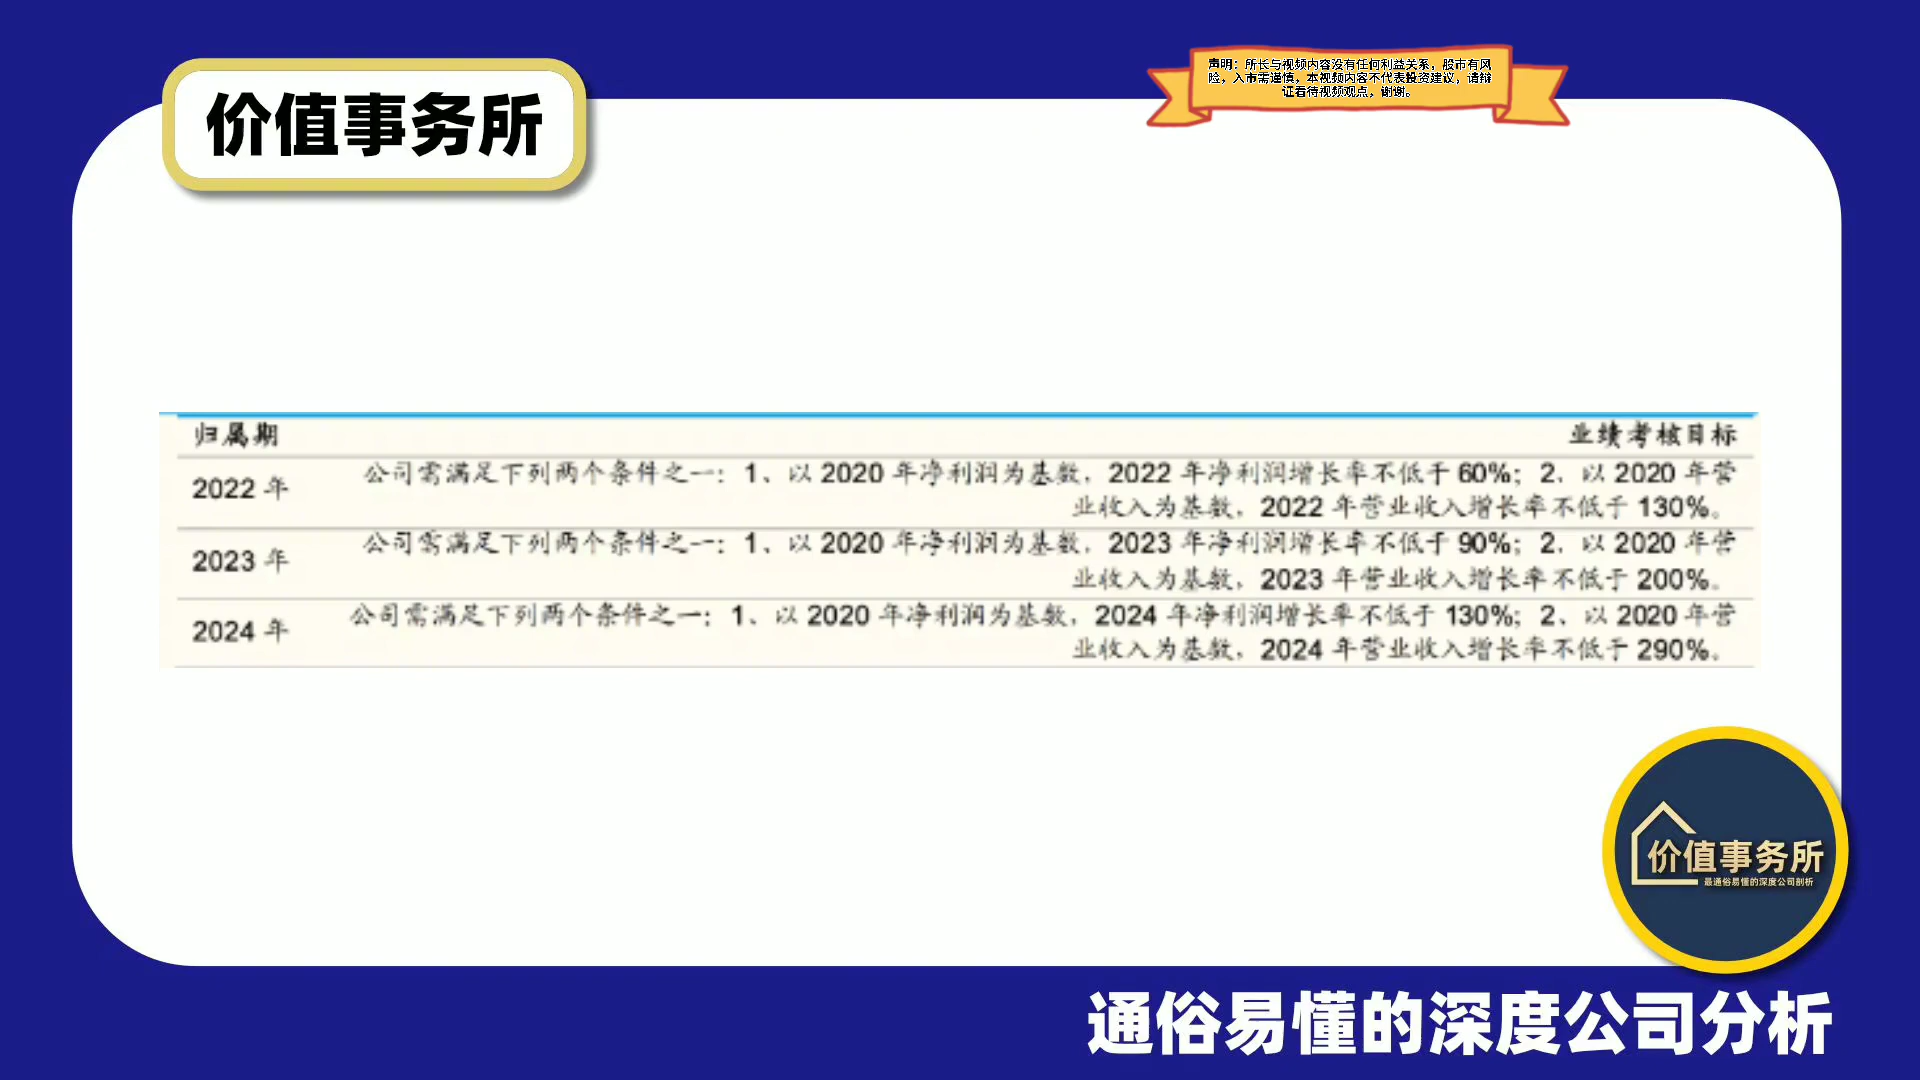 价值事务所
声明：所长与视频内容没有任何利益关系，股市有风
险，入市需谨慎，本视频内容不代表投资建议，请辩
证看待视频观点，谢谢。
归属期 业绩考核目标
2022 年 公司需满足下列两个条件之一：1、以 2020 年净利润为基数，2022 年净利润增长率不低于 60%；2、以 2020 年营
业收入为基数，2022 年营业收入增长率不低于 130%。
2023 年 公司需满足下列两个条件之一：1、以 2020 年净利润为基数，2023 年净利润增长率不低于 90%；2、以 2020 年营
业收入为基数，2023 年营业收入增长率不低于 200%。
2024 年 公司需满足下列两个条件之一：1、以 2020 年净利润为基数，2024 年净利润增长率不低于 130%；2、以 2020 年营
业收入为基数，2024 年营业收入增长率不低于 290%。
价值事务所
最通俗易懂的深度公司剖析
通俗易懂的深度公司分析